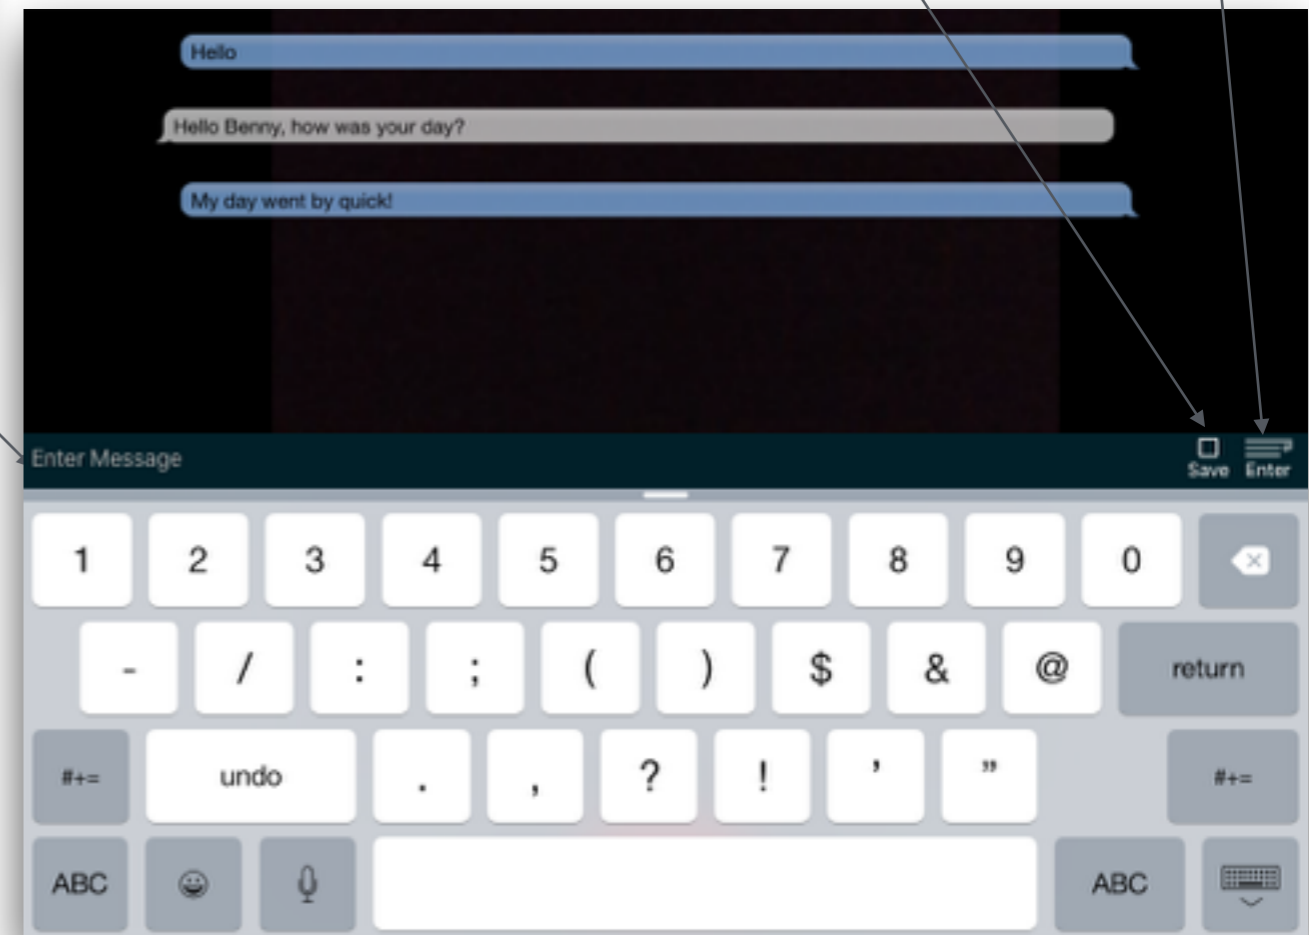 Hello
Hello Benny, how was your day?
My day went by quick!
Enter Message
Save Enter
1 2 3 4 5 6 7 8 9 0
- / : ; ( ) $ & @ return
#+= undo . , ? ! ’ ” #+=
ABC ABC